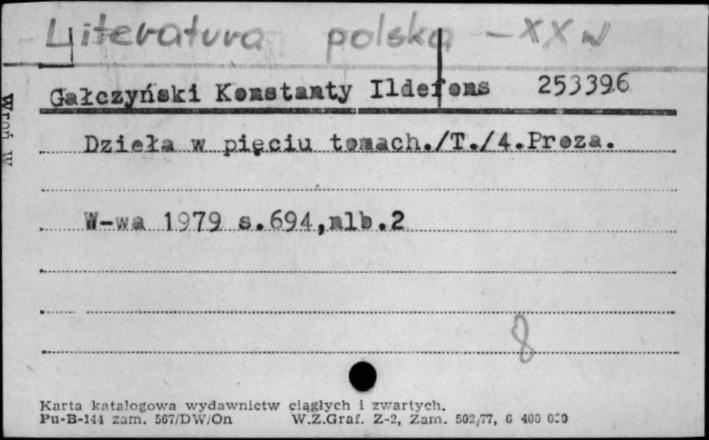 Literatura polska - XX w
Gałczyński Konstanty Ildefons 253396
Dzieła w pięciu tomach./T./4.Proza.
W-wa 1979 s.694,nlb.2
8
Karta katalogowa wydawnictw ciągłych i zwartych.
Pu-B-144 zam. 567/DW/On W.Z.Graf. Z-2, Zam. 502/77, 6 400 000